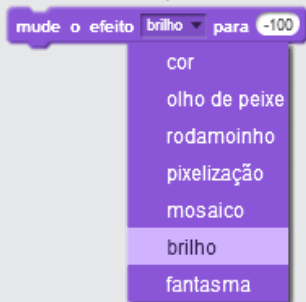 mude o efeito brilho para -100
cor
olho de peixe
rodamoinho
pixelização
mosaico
brilho
fantasma